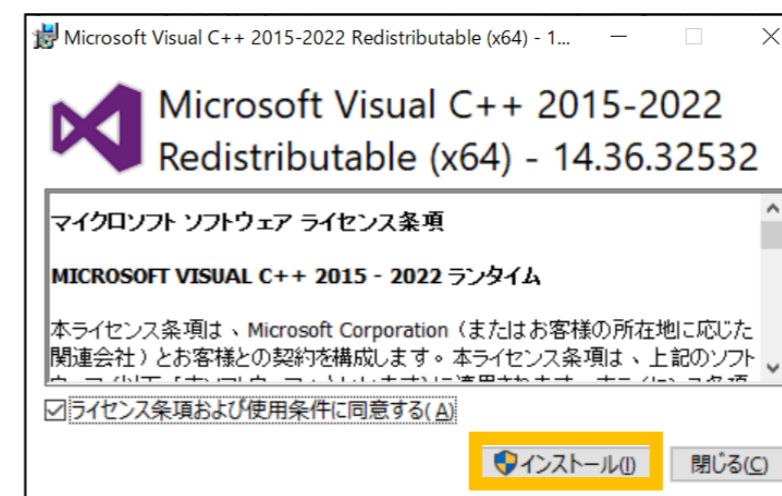 Microsoft Visual C++ 2015-2022 Redistributable (x64) - 1...
Microsoft Visual C++ 2015-2022
Redistributable (x64) - 14.36.32532
マイクロソフト ソフトウェア ライセンス条項
MICROSOFT VISUAL C++ 2015 - 2022 ランタイム
本ライセンス条項は、Microsoft Corporation（またはお客様の所在地に応じた
関連会社）とお客様との契約を構成します。本ライセンス条項は、上記のソフト
ライセンス条項および使用条件に同意する(A)
インストール(I)
閉じる(C)